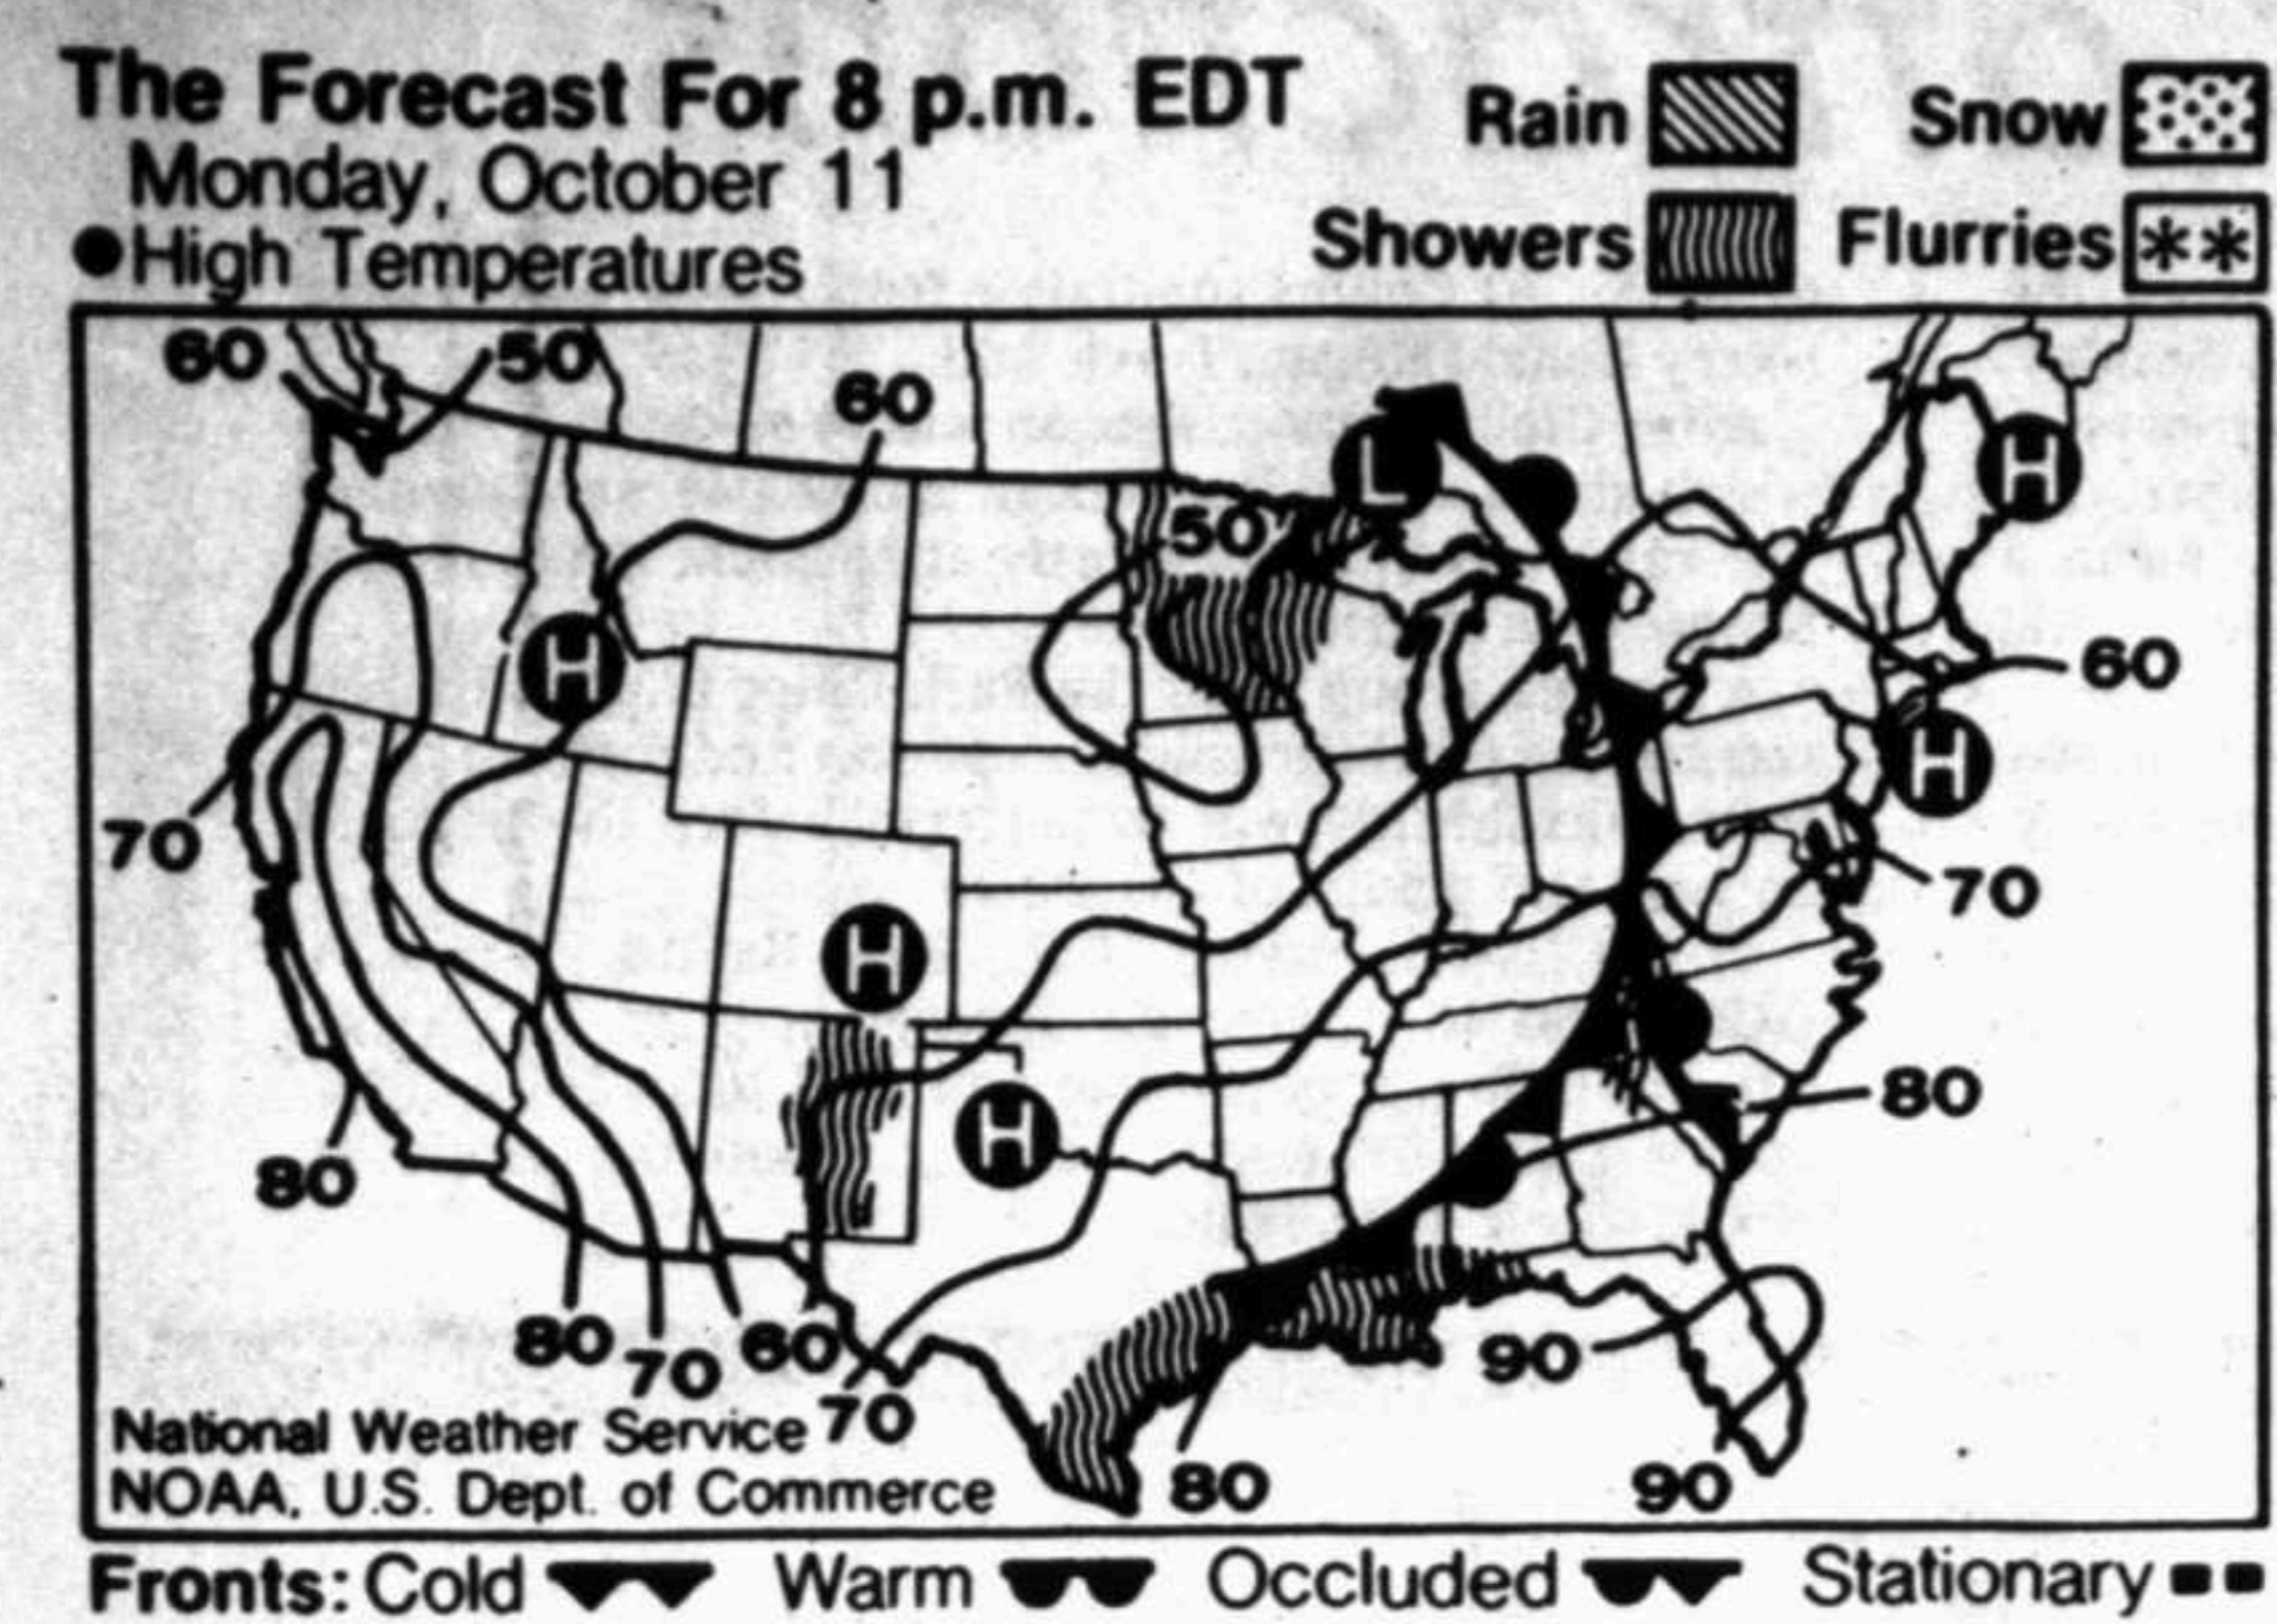 The Forecast For 8 p.m. EDT
Monday, October 11
●High Temperatures
Rain Snow
Showers Flurries
60 50 60
L H
50
H 60
H
70 70
H
H 80
80
80 70 60 90
70
80 90
National Weather Service
NOAA, U.S. Dept. of Commerce
Fronts: Cold Warm Occluded Stationary